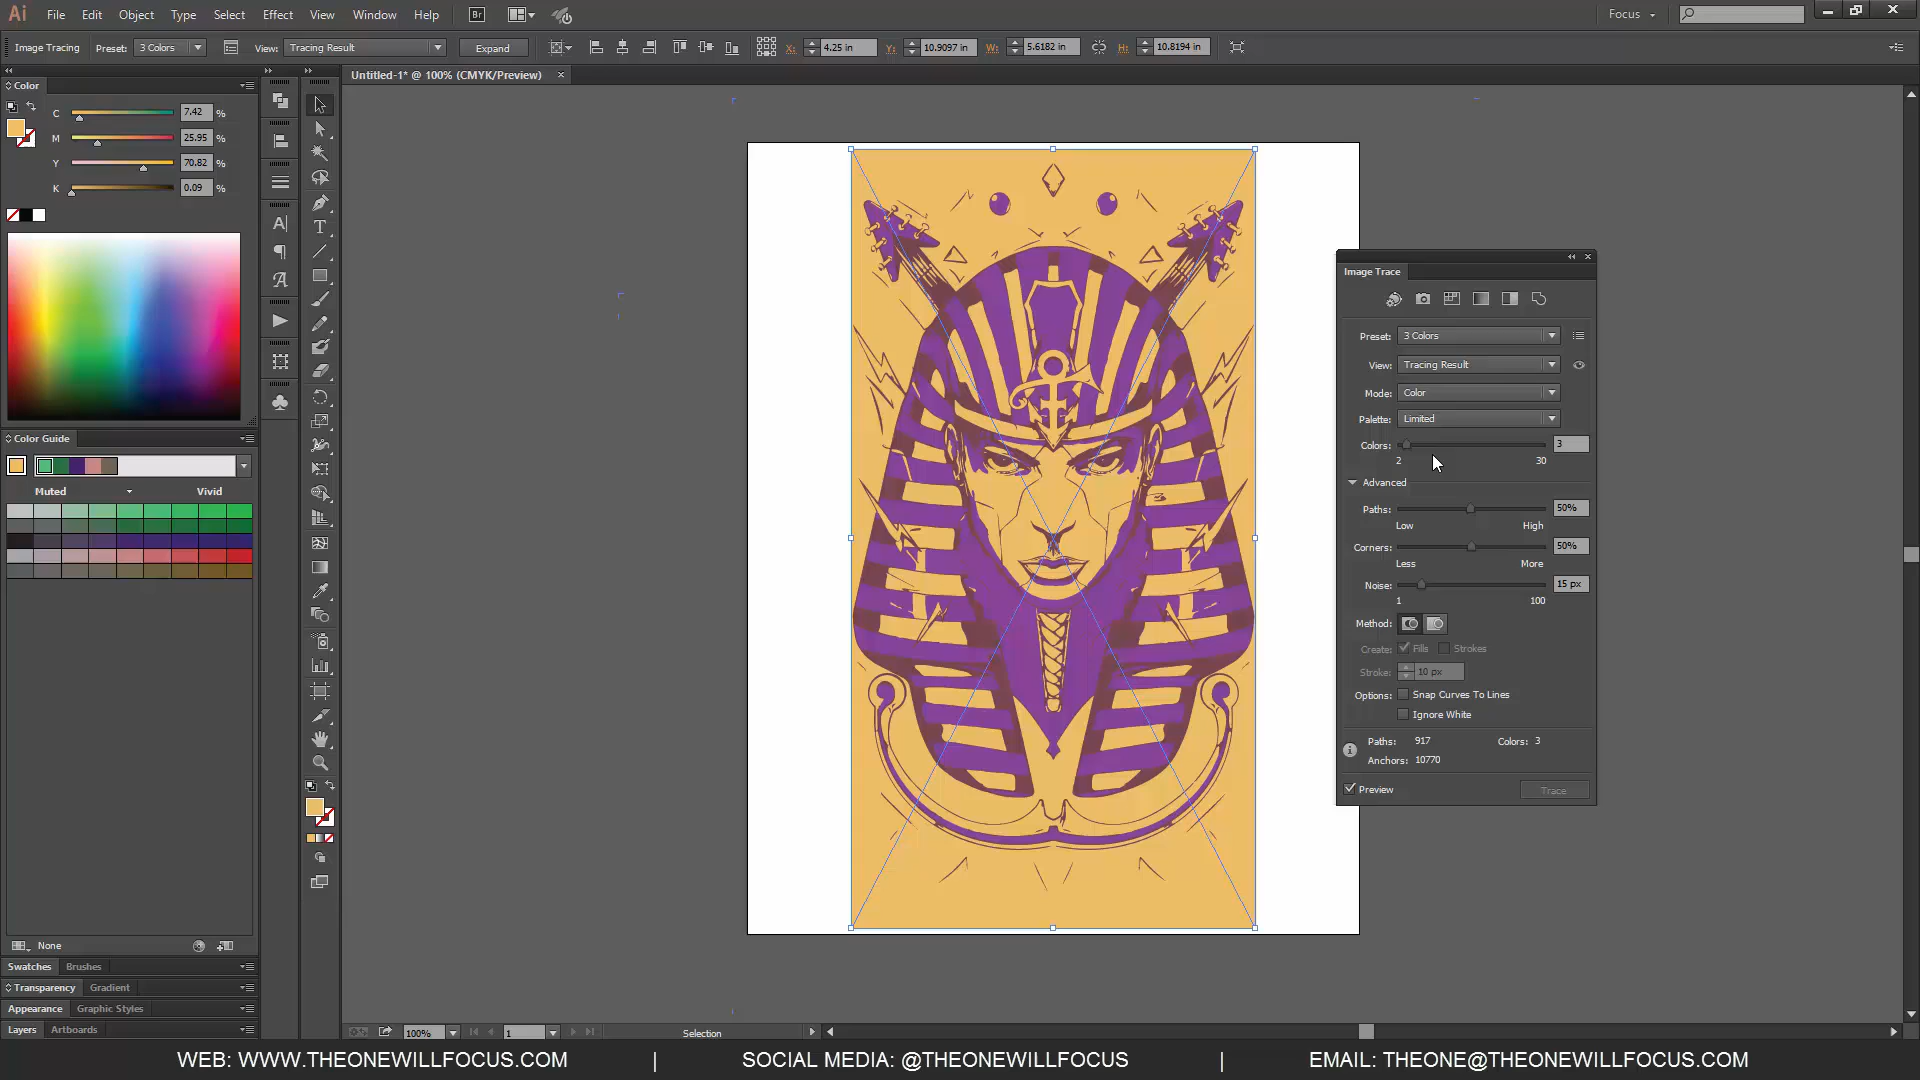 Ai File Edit Object Type Select Effect View Window Help Br Focus
Image Tracing Preset: 3 Colors View: Tracing Result Expand X: 4.25 in Y: 10.9097 in W: 5.6182 in H: 10.8194 in
Untitled-1* @ 100% (CMYK/Preview)
Color
C 7.42 %
M 25.95 %
Y 70.82 %
K 0.09 %
Color Guide
Muted Vivid
None
Swatches Brushes
Transparency Gradient
Appearance Graphic Styles
Layers Artboards
Image Trace
Preset: 3 Colors
View: Tracing Result
Mode: Color
Palette: Limited
Colors: 3
2 30
Advanced
Paths: 50%
Low High
Corners: 50%
Less More
Noise: 15 px
1 100
Method:
Create: Fills Strokes
Stroke: 10 px
Options: Snap Curves To Lines
Ignore White
Paths: 917 Colors: 3
Anchors: 10770
Preview Trace
100% 1 Selection
WEB: WWW.THEONEWILLFOCUS.COM | SOCIAL MEDIA: @THEONEWILLFOCUS | EMAIL: THEONE@THEONEWILLFOCUS.COM